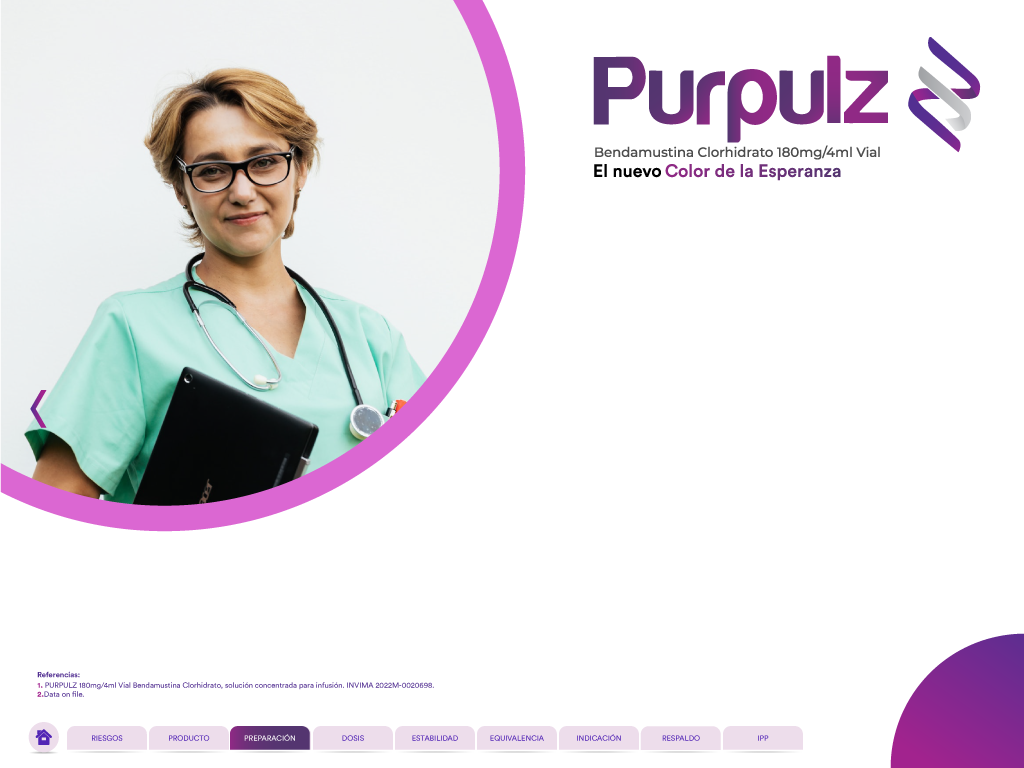 Purpulz
Bendamustina Clorhidrato 180mg/4ml Vial
El nuevo Color de la Esperanza
Referencias:
1. PURPULZ 180mg/4ml Vial Bendamustina Clorhidrato, solución concentrada para infusión. INVIMA 2022M-0020698.
2.Data on file.
RIESGOS
PRODUCTO
PREPARACIÓN
DOSIS
ESTABILIDAD
EQUIVALENCIA
INDICACIÓN
RESPALDO
IPP